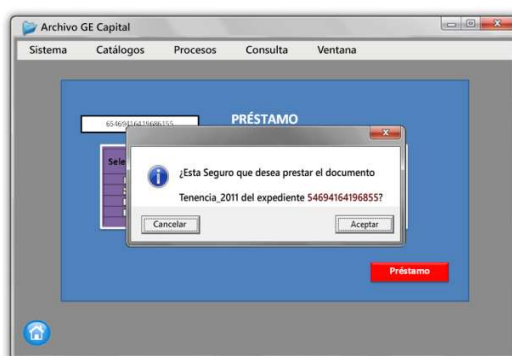 Archivo GE Capital
Sistema Catálogos Procesos Consulta Ventana
PRÉSTAMO
Sele
¿Esta Seguro que desea prestar el documento
Tenencia_2011 del expediente 54694164196855?
Cancelar Aceptar
Préstamo